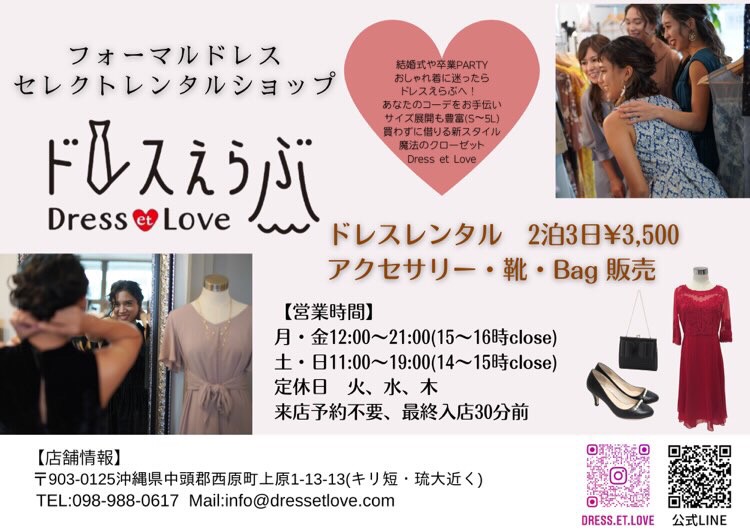 フォーマルドレス
セレクトレンタルショップ
ドレスえらぶ
Dress et Love
結婚式や卒業PARTY
おしゃれ着に迷ったら
ドレスえらぶへ！
あなたのコーデをお手伝い
サイズ展開も豊富(S〜5L)
買わずに借りる新スタイル
魔法のクローゼット
Dress et Love
ドレスレンタル　2泊3日¥3,500
アクセサリー・靴・Bag 販売
【営業時間】
月・金12:00〜21:00(15〜16時close)
土・日11:00〜19:00(14〜15時close)
定休日　火、水、木
来店予約不要、最終入店30分前
【店舗情報】
〒903-0125沖縄県中頭郡西原町上原1-13-13(キリ短・琉大近く)
TEL:098-988-0617 Mail:info@dressetlove.com
DRESS.ET.LOVE
公式LINE